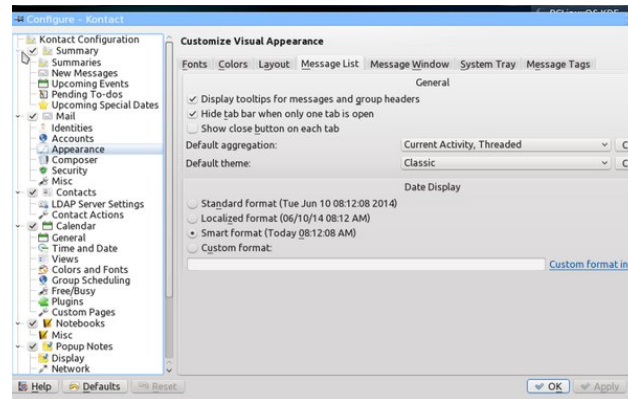 PCLinuxOS KDE
Configure - Kontact
Kontact Configuration
Summary
Summaries
New Messages
Upcoming Events
Pending To-dos
Upcoming Special Dates
Mail
Identities
Accounts
Appearance
Composer
Security
Misc
Contacts
LDAP Server Settings
Contact Actions
Calendar
General
Time and Date
Views
Colors and Fonts
Group Scheduling
Free/Busy
Plugins
Custom Pages
Notebooks
Misc
Popup Notes
Display
Network
Customize Visual Appearance
Fonts Colors Layout Message List Message Window System Tray Message Tags
General
Display tooltips for messages and group headers
Hide tab bar when only one tab is open
Show close button on each tab
Default aggregation: Current Activity, Threaded C
Default theme: Classic C
Date Display
Standard format (Tue Jun 10 08:12:08 2014)
Localized format (06/10/14 08:12 AM)
Smart format (Today 08:12:08 AM)
Custom format:
Custom format in
Help Defaults Reset OK Apply